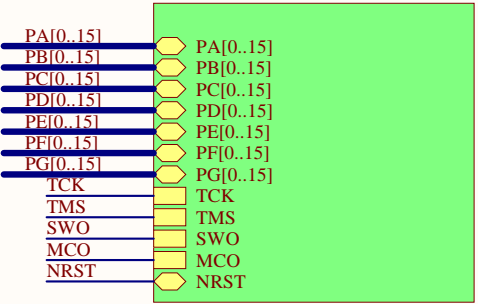 PA[0..15] PA[0..15]
PB[0..15] PB[0..15]
PC[0..15] PC[0..15]
PD[0..15] PD[0..15]
PE[0..15] PE[0..15]
PF[0..15] PF[0..15]
PG[0..15] PG[0..15]
TCK TCK
TMS TMS
SWO SWO
MCO MCO
NRST NRST